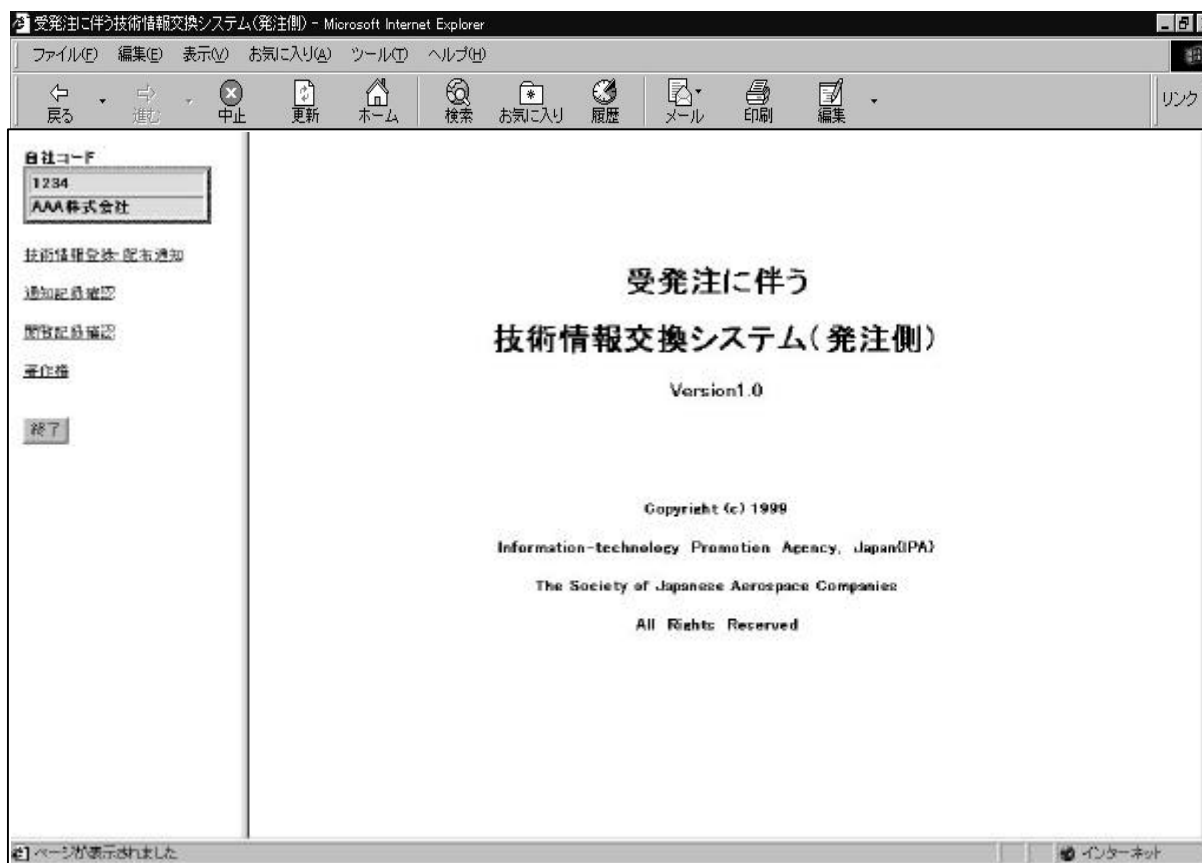 受発注に伴う技術情報交換システム(発注側) - Microsoft Internet Explorer
ファイル(F) 編集(E) 表示(V) お気に入り(A) ツール(T) ヘルプ(H)
戻る 進む 中止 更新 ホーム 検索 お気に入り 履歴 メール 印刷 編集 リンク
自社コード
1234
AAA株式会社
技術情報登録・配布通知
通知記録確認
閲覧記録確認
著作権
終了
受発注に伴う
技術情報交換システム(発注側)
Version1.0
Copyright (c) 1999
Information-technology Promotion Agency, Japan(IPA)
The Society of Japanese Aerospace Companies
All Rights Reserved
ページが表示されました インターネット